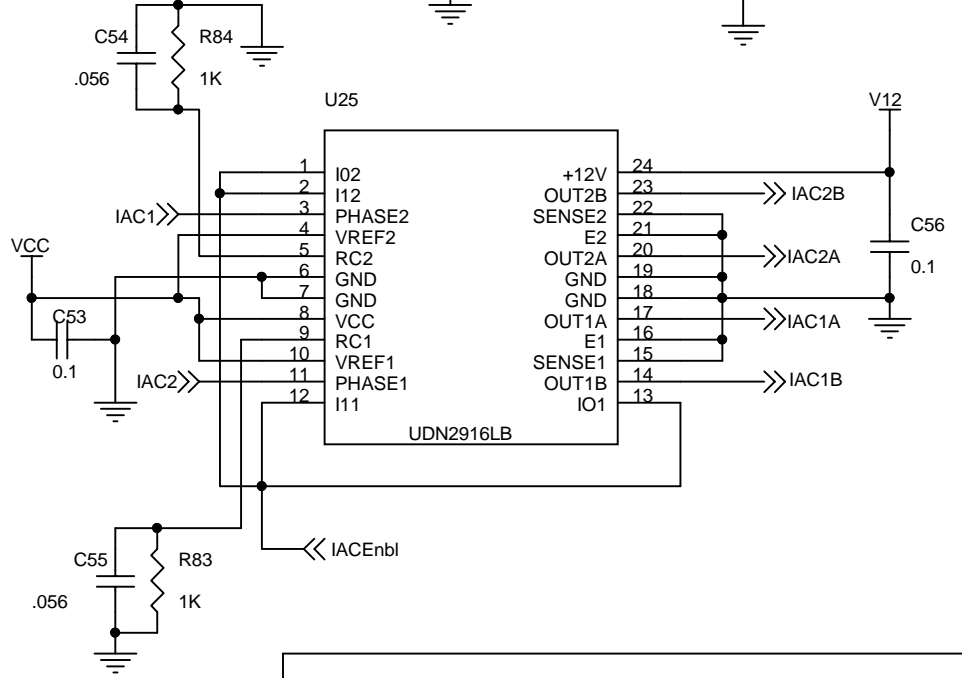 C54
R84
.056
1K
U25
V12
1
I02
+12V
24
2
I12
OUT2B
23
IAC2B
IAC1
3
PHASE2
SENSE2
22
4
VREF2
E2
21
C56
VCC
5
RC2
OUT2A
20
IAC2A
0.1
6
GND
GND
19
7
GND
GND
18
C53
8
VCC
OUT1A
17
IAC1A
9
RC1
E1
16
0.1
10
VREF1
SENSE1
15
IAC2
11
PHASE1
OUT1B
14
IAC1B
12
I11
IO1
13
UDN2916LB
IACEnbl
C55
R83
.056
1K